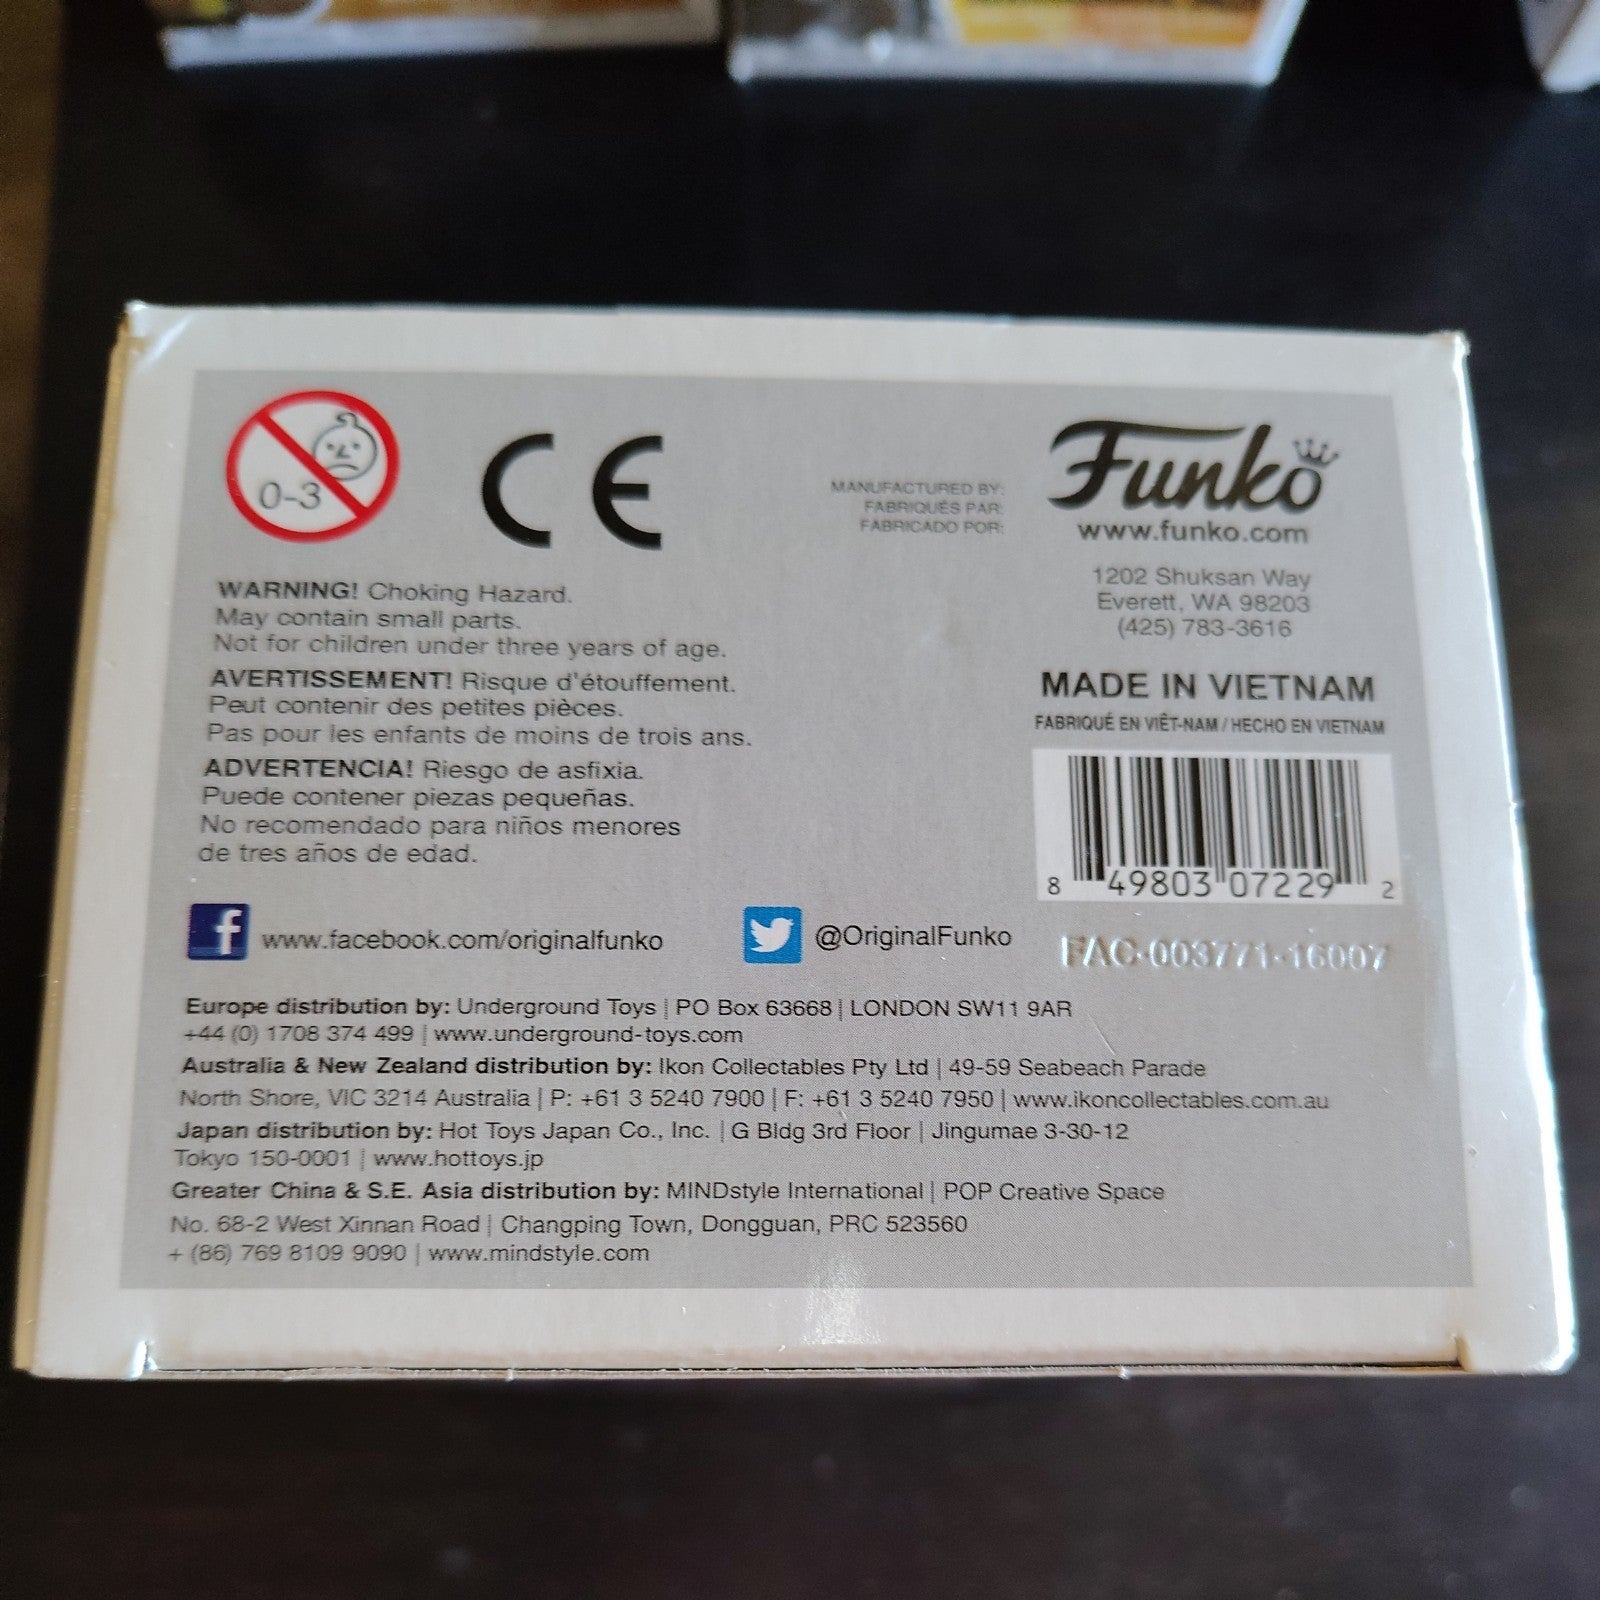 0-3
CE
MANUFACTURED BY:
FABRIQUÉS PAR:
FABRICADO POR:
Funko
www.funko.com
1202 Shuksan Way
Everett, WA 98203
(425) 783-3616
WARNING! Choking Hazard.
May contain small parts.
Not for children under three years of age.
AVERTISSEMENT! Risque d'étouffement.
Peut contenir des petites pièces.
Pas pour les enfants de moins de trois ans.
ADVERTENCIA! Riesgo de asfixia.
Puede contener piezas pequeñas.
No recomendado para niños menores
de tres años de edad.
MADE IN VIETNAM
FABRIQUÉ EN VIÊT-NAM / HECHO EN VIETNAM
8 49803 07229 2
f www.facebook.com/originalfunko
@OriginalFunko
FAC-003771-16007
Europe distribution by: Underground Toys | PO Box 63668 | LONDON SW11 9AR
+44 (0) 1708 374 499 | www.underground-toys.com
Australia & New Zealand distribution by: Ikon Collectables Pty Ltd | 49-59 Seabeach Parade
North Shore, VIC 3214 Australia | P: +61 3 5240 7900 | F: +61 3 5240 7950 | www.ikoncollectables.com.au
Japan distribution by: Hot Toys Japan Co., Inc. | G Bldg 3rd Floor | Jingumae 3-30-12
Tokyo 150-0001 | www.hottoys.jp
Greater China & S.E. Asia distribution by: MINDstyle International | POP Creative Space
No. 68-2 West Xinnan Road | Changping Town, Dongguan, PRC 523560
+ (86) 769 8109 9090 | www.mindstyle.com